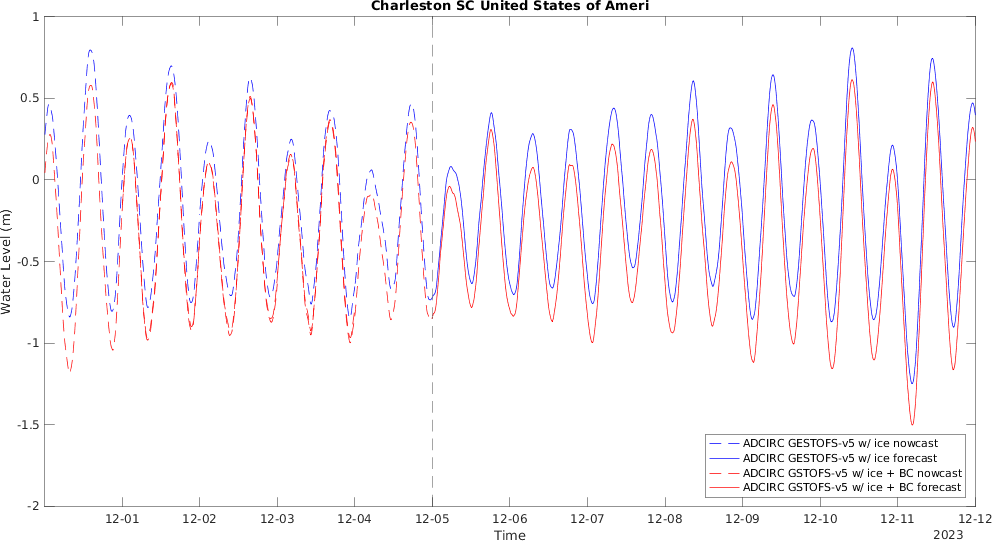 Charleston SC United States of Ameri
1
0.5
0
-0.5
-1
-1.5
-2
Water Level (m)
ADCIRC GESTOFS-v5 w/ ice nowcast
ADCIRC GESTOFS-v5 w/ ice forecast
ADCIRC GSTOFS-v5 w/ ice + BC nowcast
ADCIRC GSTOFS-v5 w/ ice + BC forecast
12-01 12-02 12-03 12-04 12-05 12-06 12-07 12-08 12-09 12-10 12-11 12-12
Time
2023